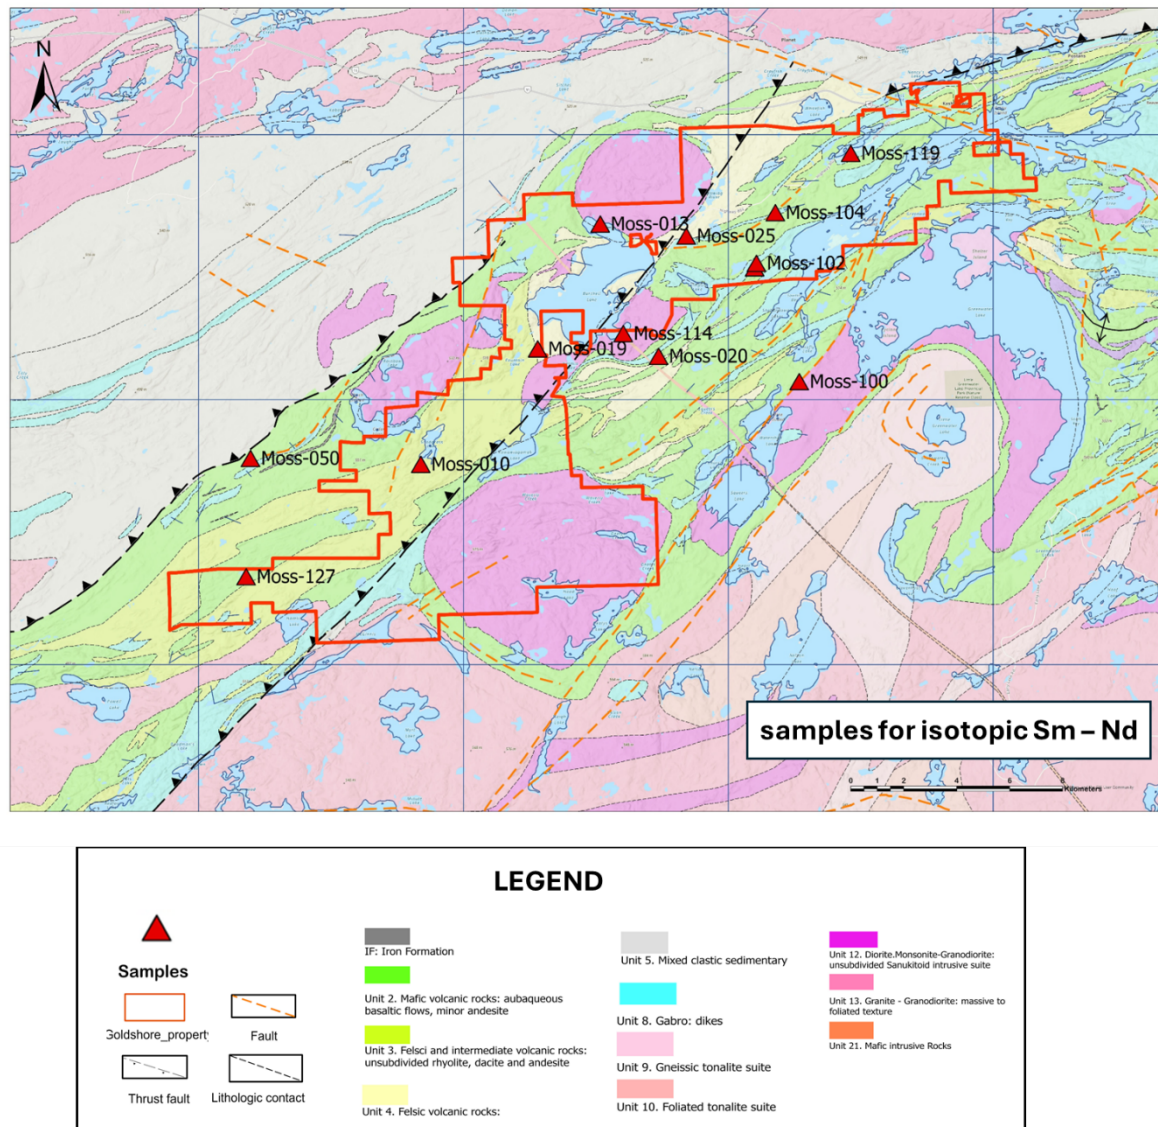 N
Moss-119
Moss-104
Moss-013
Moss-025
Moss-102
Moss-114
Moss-019
Moss-020
Moss-100
Moss-050
Moss-010
Moss-127
samples for isotopic Sm – Nd
0 1 2 4 6 8
Kilometers
LEGEND
Samples
Goldshore_property
Fault
Thrust fault
Lithologic contact
IF: Iron Formation
Unit 2. Mafic volcanic rocks: aubaqueous
basaltic flows, minor andesite
Unit 3. Felsci and intermediate volcanic rocks:
unsubdivided rhyolite, dacite and andesite
Unit 4. Felsic volcanic rocks:
Unit 5. Mixed clastic sedimentary
Unit 8. Gabro: dikes
Unit 9. Gneissic tonalite suite
Unit 10. Foliated tonalite suite
Unit 12. Diorite.Monsonite-Granodiorite:
unsubdivided Sanukitoid intrusive suite
Unit 13. Granite - Granodiorite: massive to
foliated texture
Unit 21. Mafic intrusive Rocks